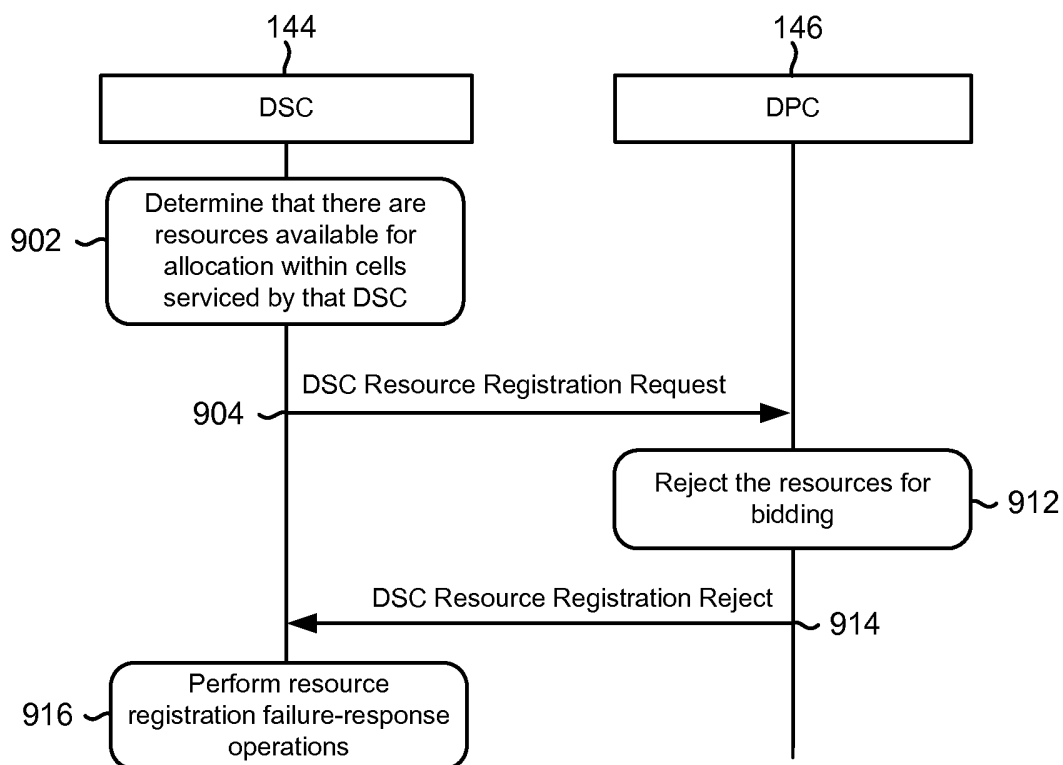 144
146
DSC
DPC
902
Determine that there are
resources available for
allocation within cells
serviced by that DSC
DSC Resource Registration Request
904
Reject the resources for
bidding
912
DSC Resource Registration Reject
914
916
Perform resource
registration failure-response
operations